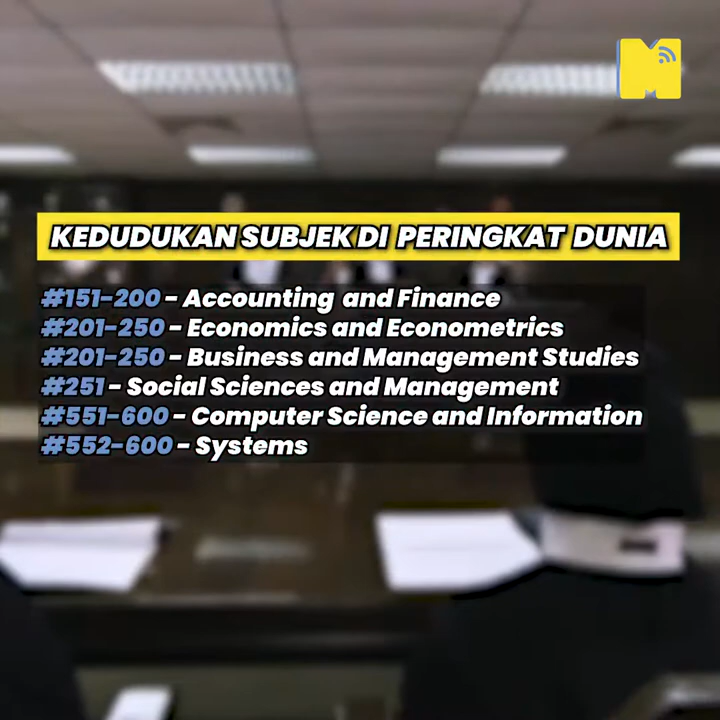 M
KEDUDUKAN SUBJEK DI PERINGKAT DUNIA
#151-200 - Accounting and Finance
#201-250 - Economics and Econometrics
#201-250 - Business and Management Studies
#251 - Social Sciences and Management
#551-600 - Computer Science and Information
#552-600 - Systems